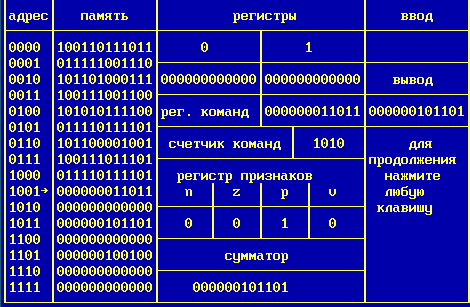 адрес память регистры ввод
0000 100110111011 0 1
0001 011111001110
0010 101101000111 000000000000 000000000000 вывод
0011 100111001100
0100 101010111100 рег. команд 000000011011 000000101101
0101 011110111101
0110 101100001001 счетчик команд 1010 для
0111 100111011101 продолжения
1000 011110111101 регистр признаков нажмите
1001→ 000000011011 n z p v любую
1010 000000000000 клавишу
1011 000000101101 0 0 1 0
1100 000000000000
1101 000000100100 сумматор
1110 000000000000
1111 000000000000 000000101101